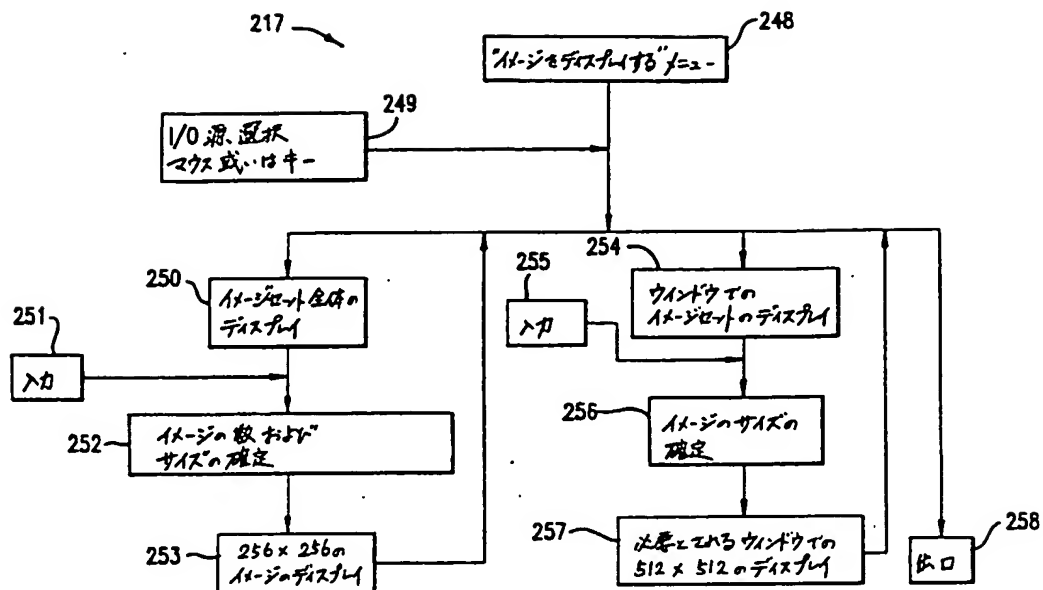 217
248
"イメージをディスプレイする"メニュー
249
I/O 源、選択
マウス或いはキー
250
イメージセット全体の
ディスプレイ
251
入力
252
イメージの数および
サイズの確定
253
256×256の
イメージのディスプレイ
254
ウィンドウでの
イメージセットのディスプレイ
255
入力
256
イメージのサイズの
確定
257
必要とされるウィンドウでの
512×512のディスプレイ
258
出口